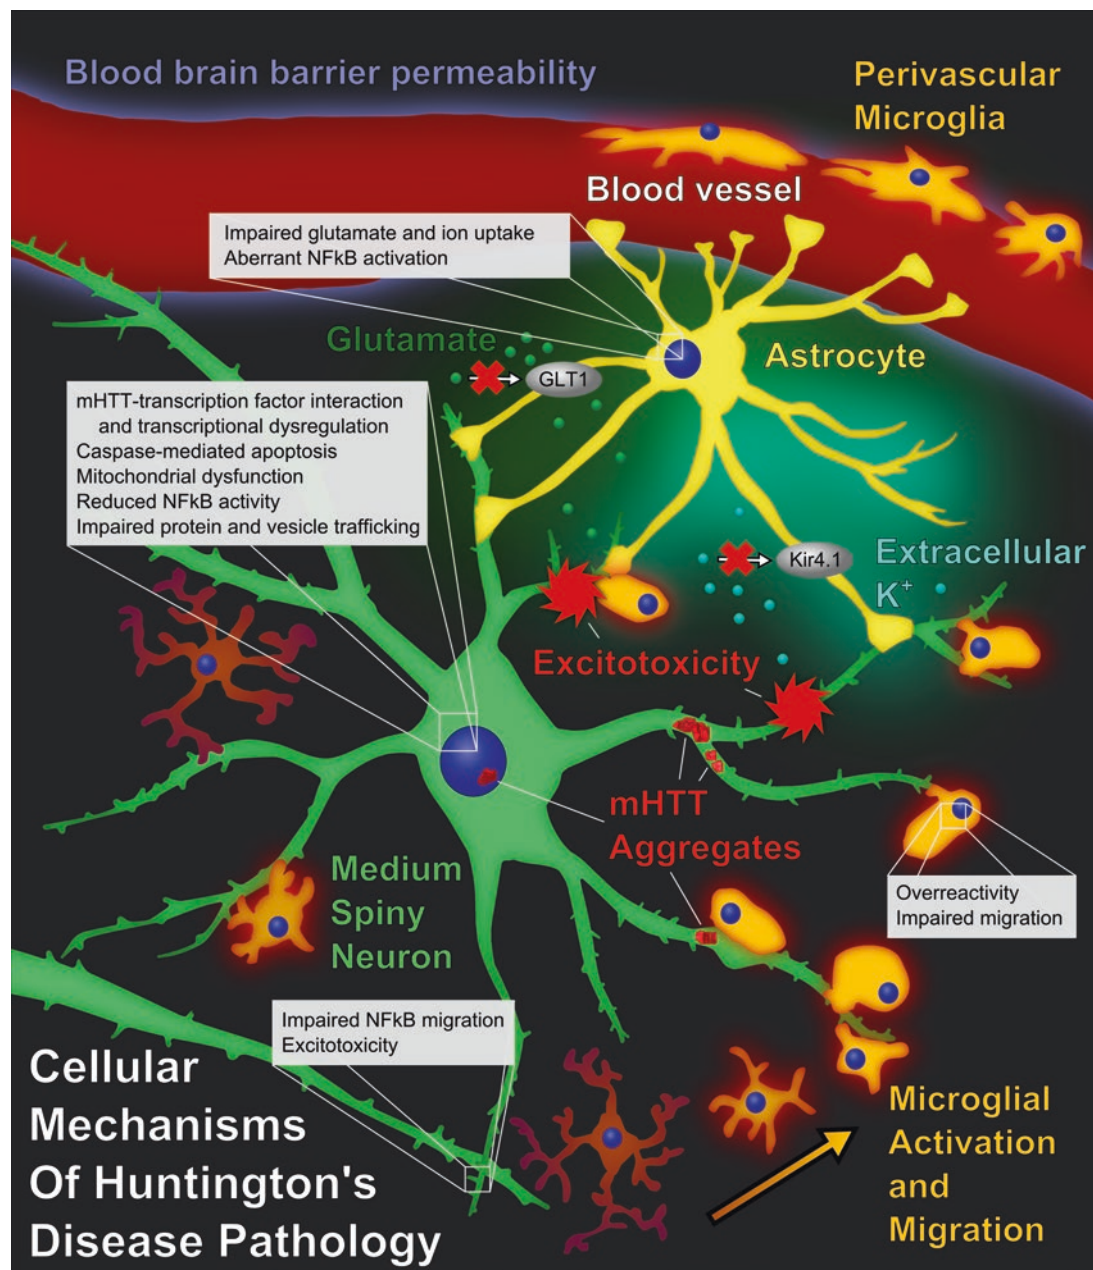 Blood brain barrier permeability
Perivascular
Microglia
Blood vessel
Impaired glutamate and ion uptake
Aberrant NFkB activation
Glutamate
GLT1
Astrocyte
mHTT-transcription factor interaction
and transcriptional dysregulation
Caspase-mediated apoptosis
Mitochondrial dysfunction
Reduced NFkB activity
Impaired protein and vesicle trafficking
Kir4.1
Extracellular
K⁺
Excitotoxicity
mHTT
Aggregates
Medium
Spiny
Neuron
Overreactivity
Impaired migration
Impaired NFkB migration
Excitotoxicity
Cellular
Mechanisms
Of Huntington's
Disease Pathology
Microglial
Activation
and
Migration